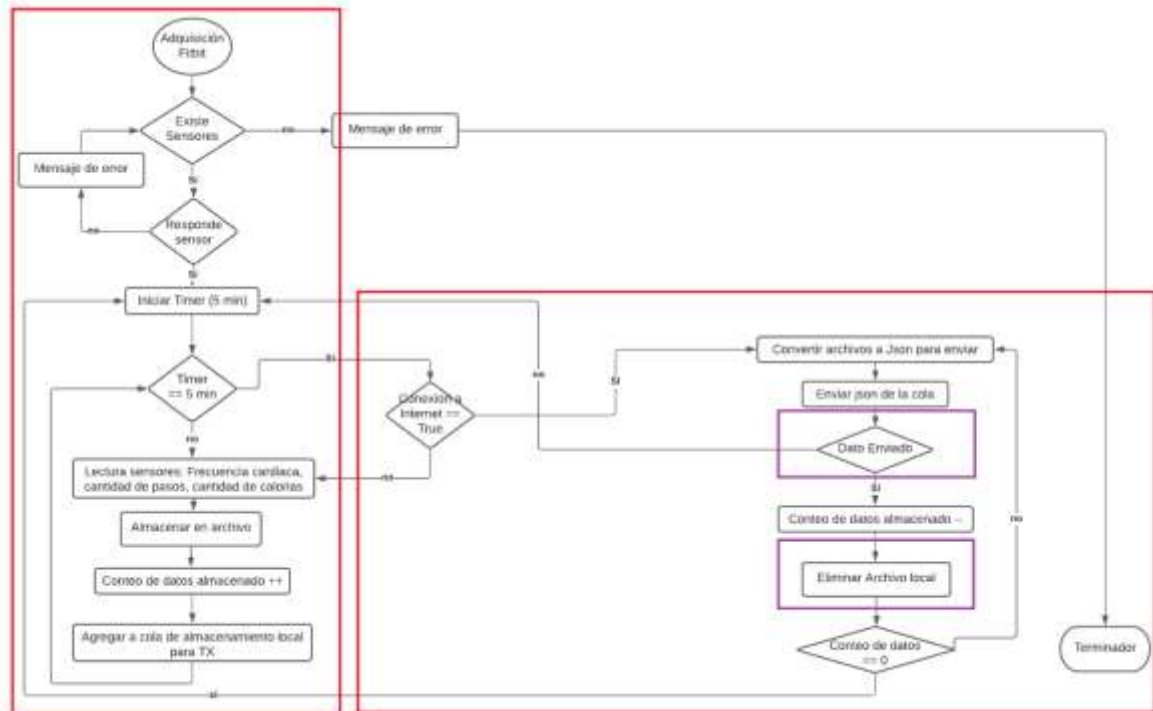 Adquisición
Fitbit
Existe
Sensores
no
Mensaje de error
Mensaje de error
Si
Responde
sensor
no
Si
Iniciar Timer (5 min)
Timer
== 5 min
Si
no
Conexion a
Internet ==
True
Si
no
Lectura sensores: Frecuencia cardiaca,
cantidad de pasos, cantidad de calorias
Almacenar en archivo
Conteo de datos almacenado ++
Agregar a cola de almacenamiento local
para TX
Convertir archivos a Json para enviar
Enviar json de la cola
Dato Enviado
no
Si
Conteo de datos almacenado --
Eliminar Archivo local
Conteo de datos
== 0
no
si
Terminador